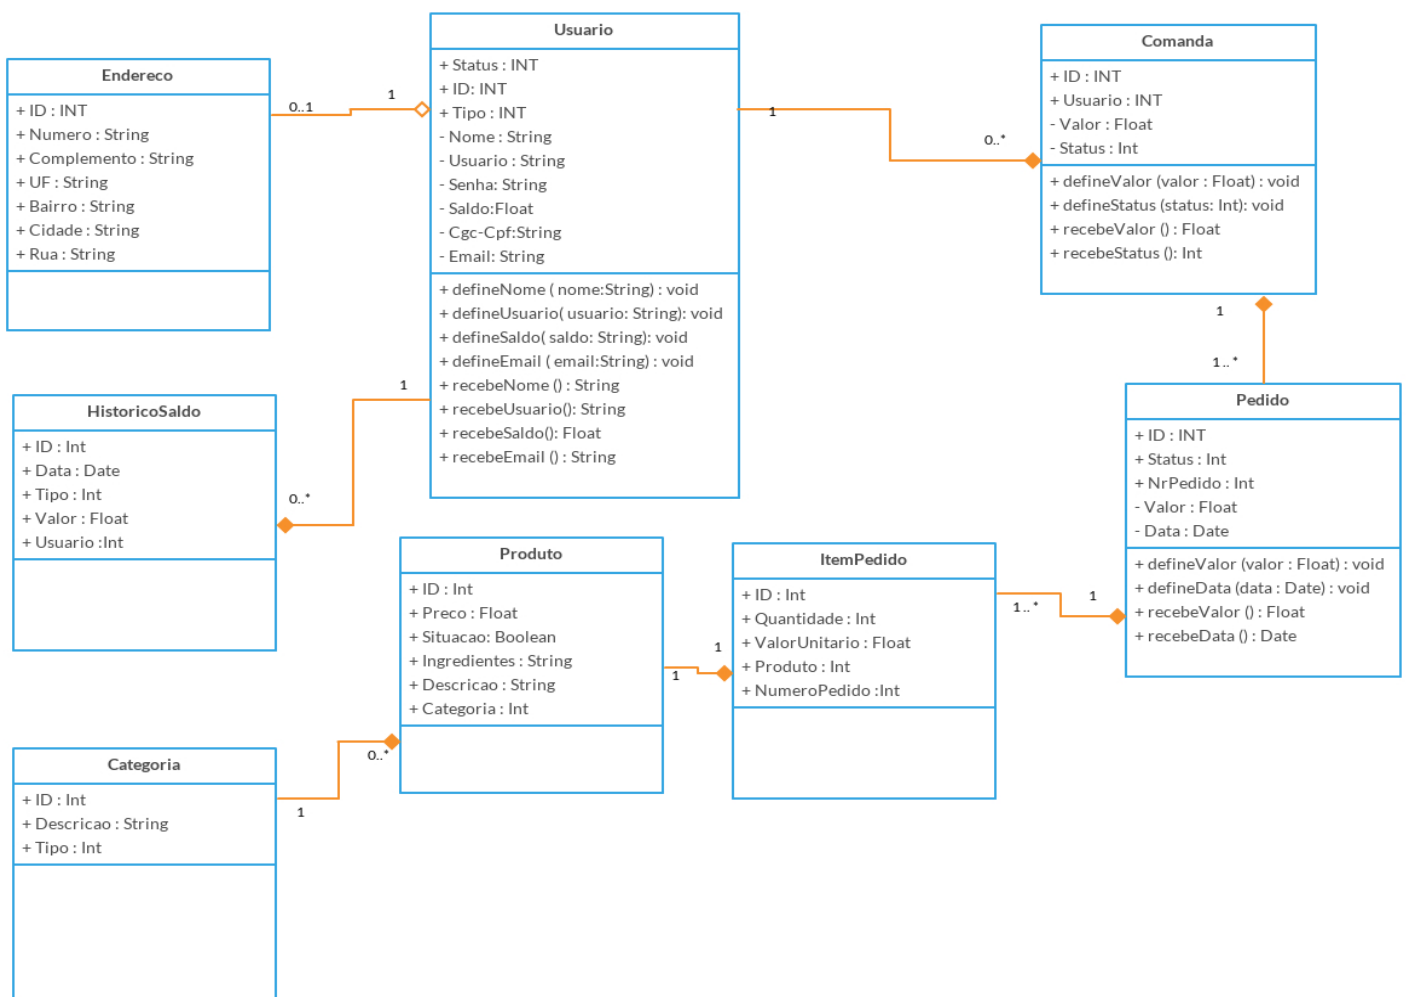 Endereco
+ ID : INT
+ Numero : String
+ Complemento : String
+ UF : String
+ Bairro : String
+ Cidade : String
+ Rua : String
0..1
1
Usuario
+ Status : INT
+ ID: INT
+ Tipo : INT
- Nome : String
- Usuario : String
- Senha: String
- Saldo:Float
- Cgc-Cpf:String
- Email: String
+ defineNome ( nome:String) : void
+ defineUsuario( usuario: String): void
+ defineSaldo( saldo: String): void
+ defineEmail ( email:String) : void
+ recebeNome () : String
+ recebeUsuario(): String
+ recebeSaldo(): Float
+ recebeEmail () : String
1
0..*
Comanda
+ ID : INT
+ Usuario : INT
- Valor : Float
- Status : Int
+ defineValor (valor : Float) : void
+ defineStatus (status: Int): void
+ recebeValor () : Float
+ recebeStatus (): Int
1
1.. *
HistoricoSaldo
+ ID : Int
+ Data : Date
+ Tipo : Int
+ Valor : Float
+ Usuario :Int
1
0..*
Pedido
+ ID : INT
+ Status : Int
+ NrPedido : Int
- Valor : Float
- Data : Date
+ defineValor (valor : Float) : void
+ defineData (data : Date) : void
+ recebeValor () : Float
+ recebeData () : Date
Produto
+ ID : Int
+ Preco : Float
+ Situacao: Boolean
+ Ingredientes : String
+ Descricao : String
+ Categoria : Int
1
1
ItemPedido
+ ID : Int
+ Quantidade : Int
+ ValorUnitario : Float
+ Produto : Int
+ NumeroPedido :Int
1.. *
1
Categoria
+ ID : Int
+ Descricao : String
+ Tipo : Int
1
0..*